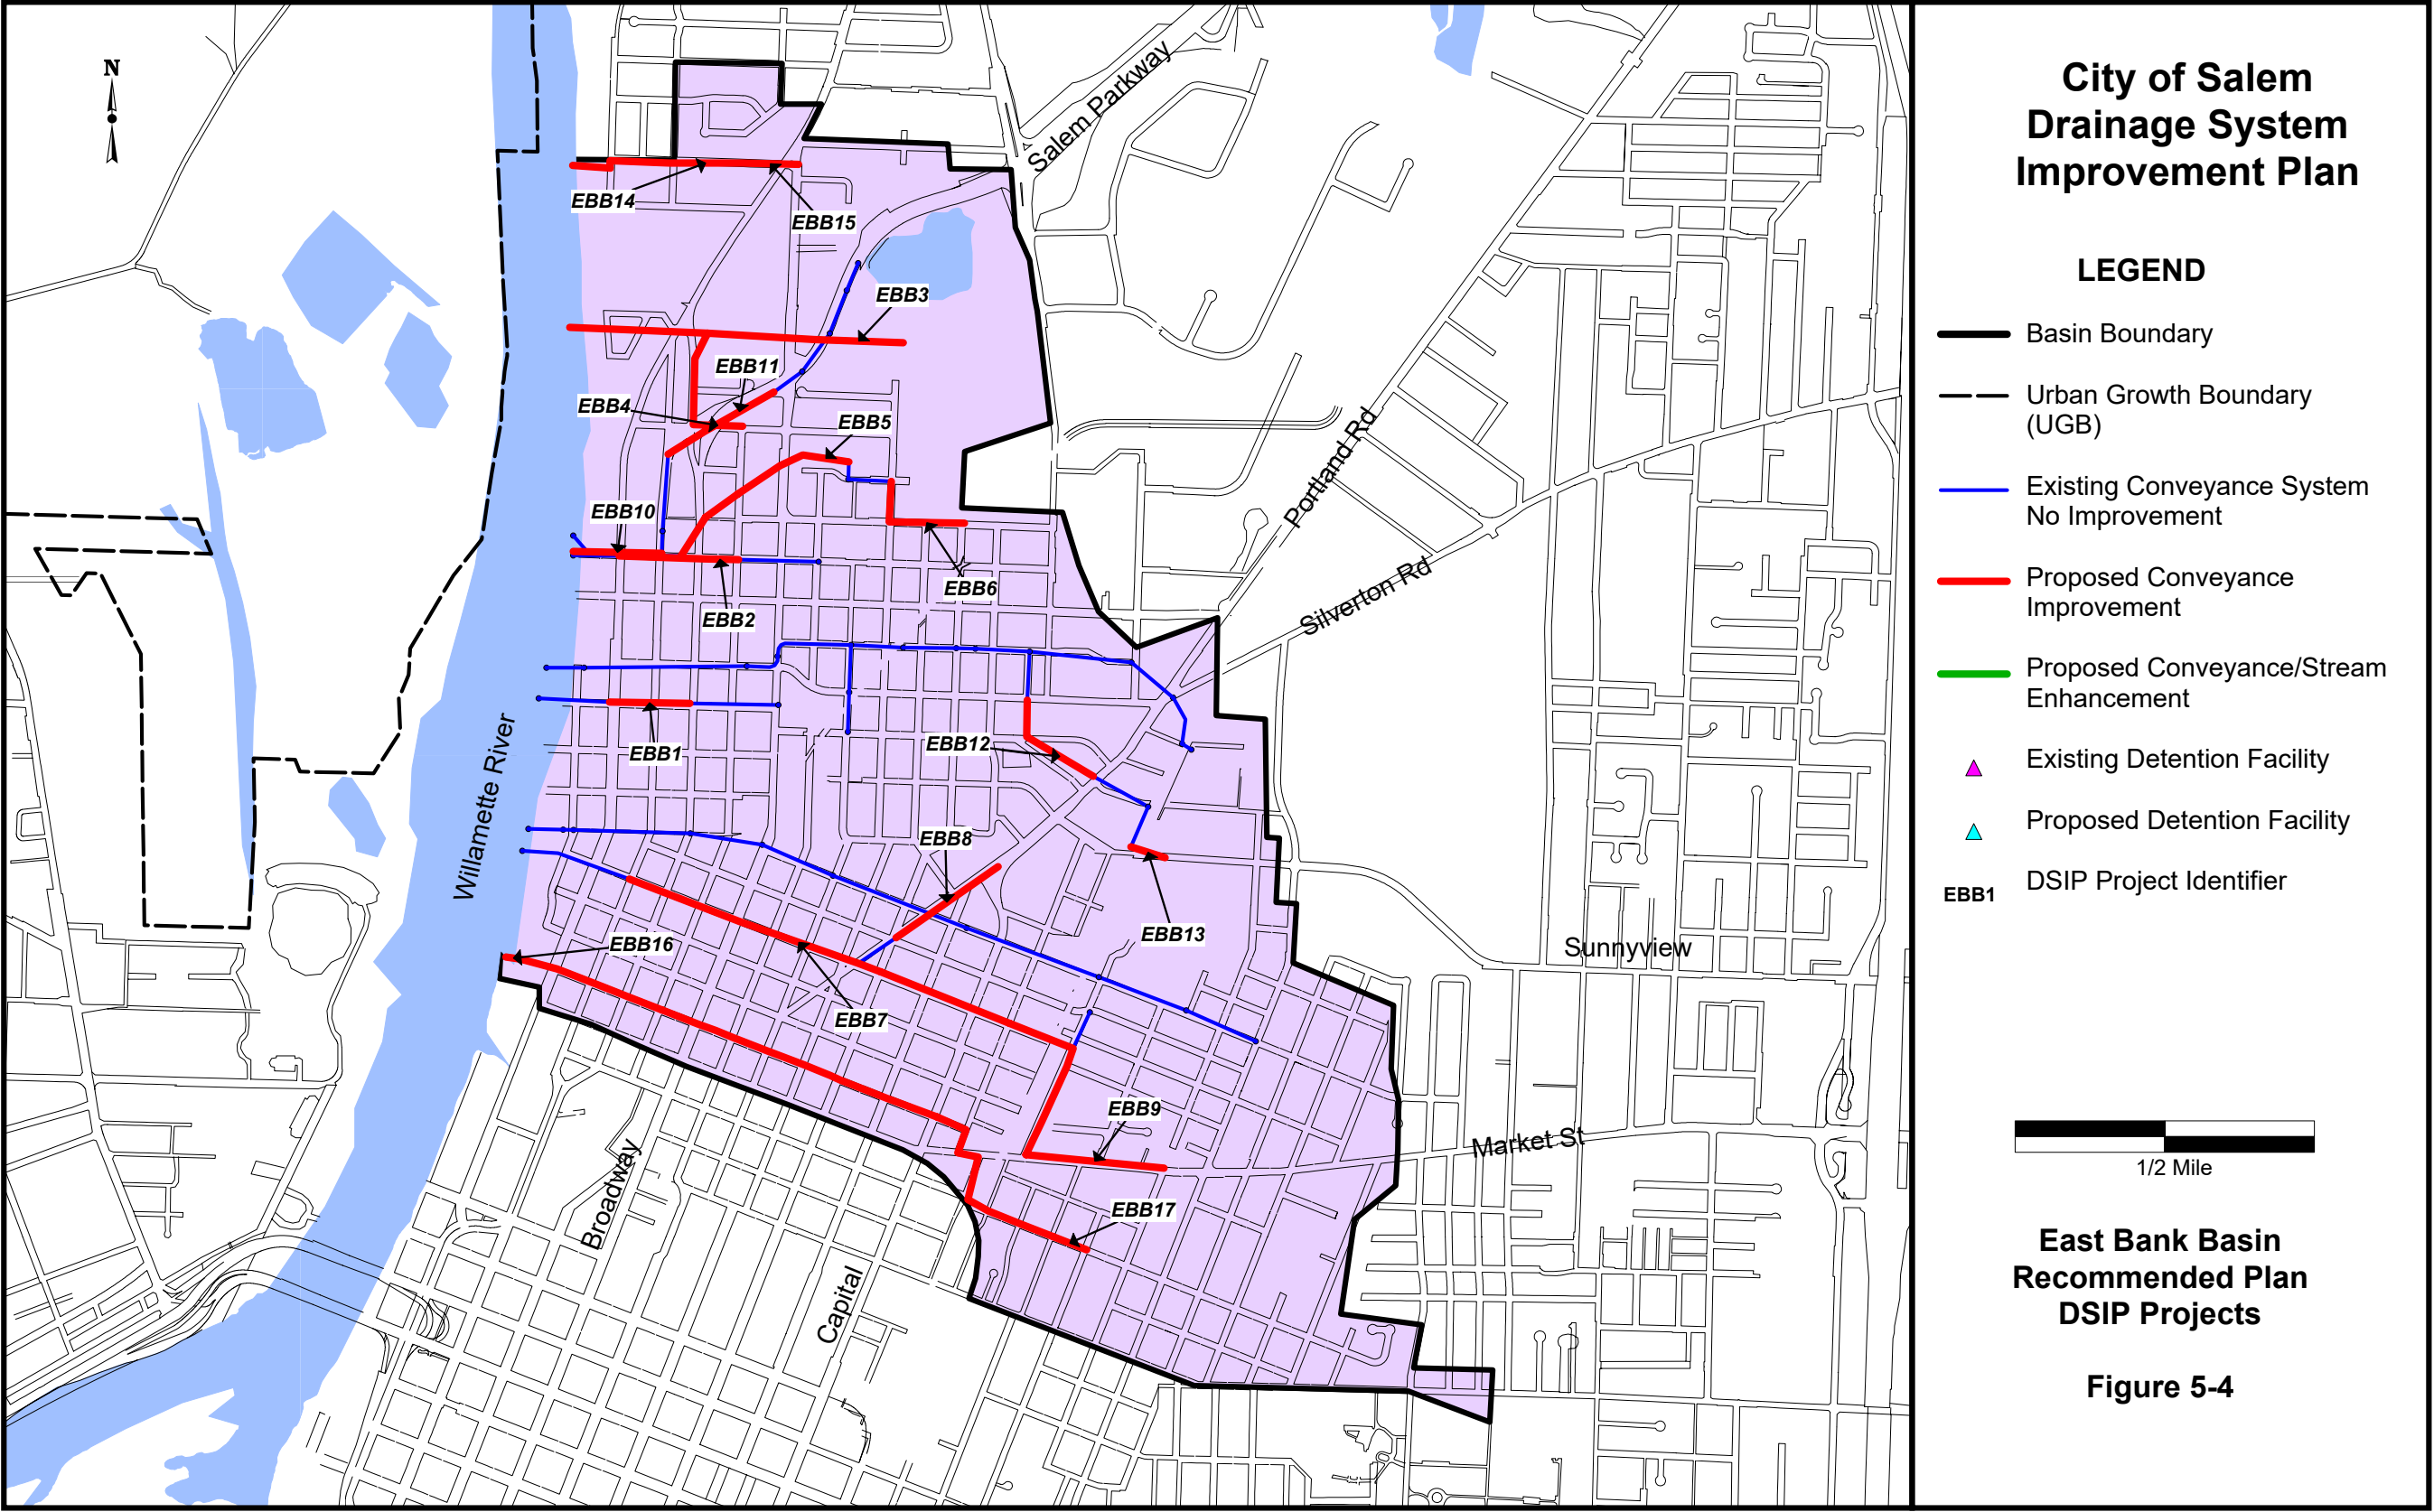 N
Salem Parkway
EBB14
EBB15
EBB3
EBB11
EBB4
EBB5
Portland Rd
EBB10
EBB6
Silverton Rd
EBB2
EBB1
EBB12
Willamette River
EBB8
EBB13
EBB16
Sunnyview
EBB7
EBB9
Market St
Broadway
EBB17
Capital
City of Salem
Drainage System
Improvement Plan
LEGEND
Basin Boundary
Urban Growth Boundary
(UGB)
Existing Conveyance System
No Improvement
Proposed Conveyance
Improvement
Proposed Conveyance/Stream
Enhancement
Existing Detention Facility
Proposed Detention Facility
EBB1 DSIP Project Identifier
1/2 Mile
East Bank Basin
Recommended Plan
DSIP Projects
Figure 5-4